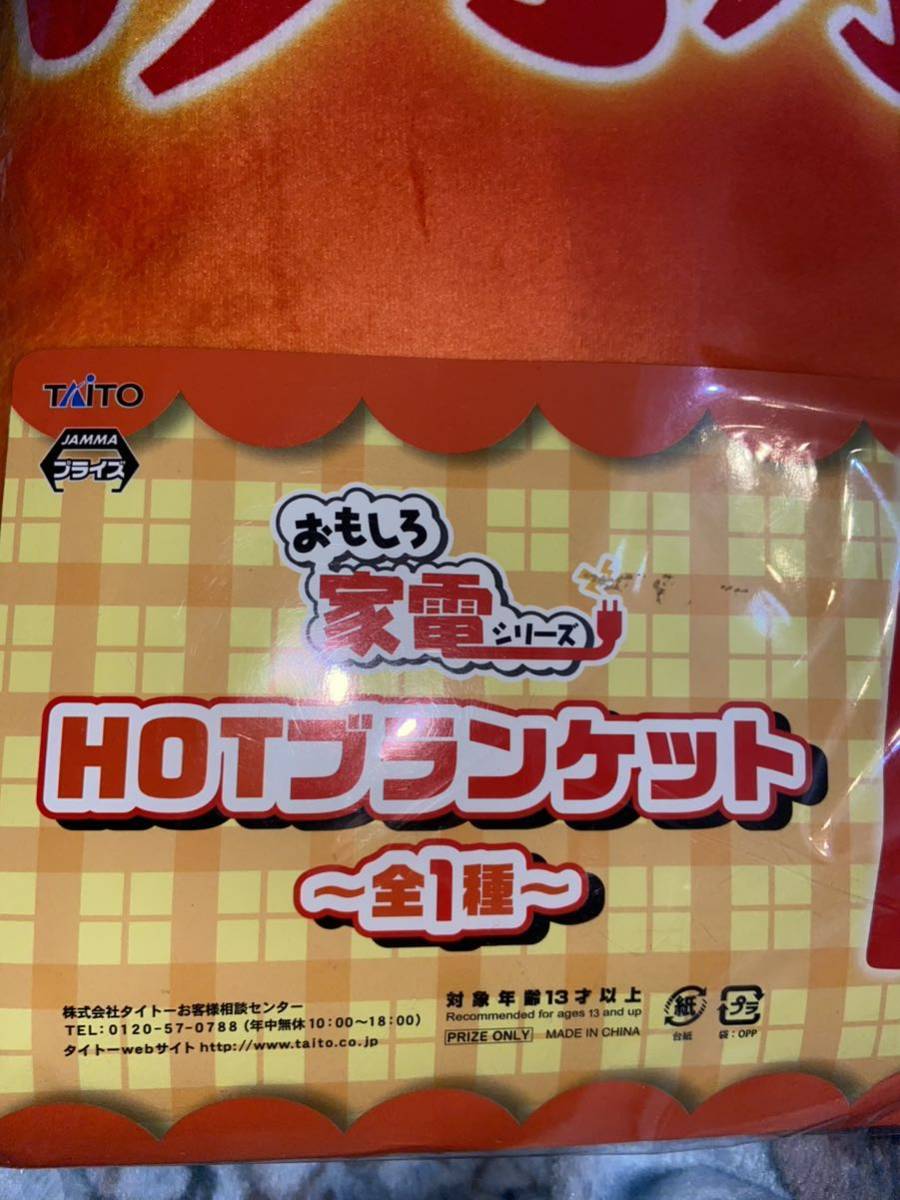 TAITO
JAMMA
プライズ
おもしろ
家電シリーズ
HOTブランケット
～全1種～
株式会社タイトーお客様相談センター
TEL:0120-57-0788(年中無休10:00～18:00)
タイトーwebサイト http://www.taito.co.jp
対象年齢13才以上
Recommended for ages 13 and up
PRIZE ONLY MADE IN CHINA
紙
台紙
プラ
袋:OPP